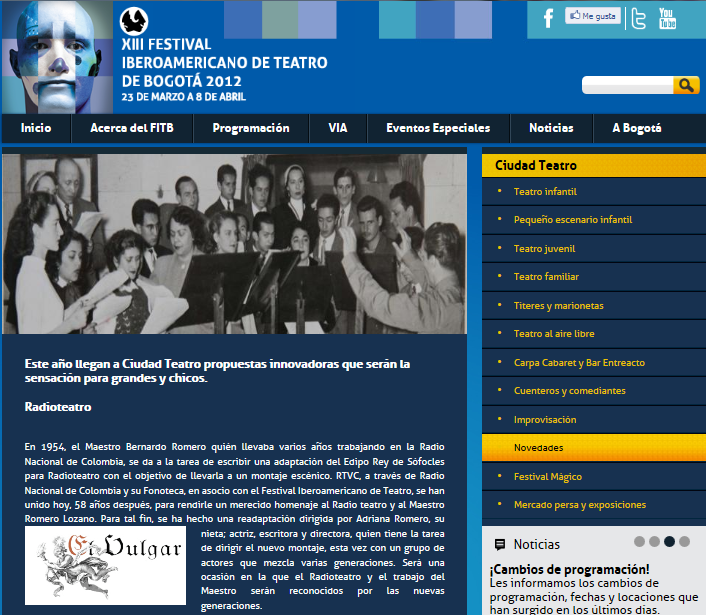 XIII FESTIVAL
IBEROAMERICANO DE TEATRO
DE BOGOTÁ 2012
23 DE MARZO A 8 DE ABRIL
f
Me gusta
t
You
Tube
Inicio
Acerca del FITB
Programación
VIA
Eventos Especiales
Noticias
A Bogotá
Este año llegan a Ciudad Teatro propuestas innovadoras que serán la
sensación para grandes y chicos.
Radioteatro
En 1954, el Maestro Bernardo Romero quién llevaba varios años trabajando en la Radio
Nacional de Colombia, se da a la tarea de escribir una adaptación del Edipo Rey de Sófocles
para Radioteatro con el objetivo de llevarla a un montaje escénico. RTVC, a través de Radio
Nacional de Colombia y su Fonoteca, en asocio con el Festival Iberoamericano de Teatro, se han
unido hoy, 58 años después, para rendirle un merecido homenaje al Radio teatro y al Maestro
Romero Lozano. Para tal fin, se ha hecho una readaptación dirigida por Adriana Romero, su
nieta; actriz, escritora y directora, quien tiene la tarea
de dirigir el nuevo montaje, esta vez con un grupo de
actores que mezcla varias generaciones. Será una
ocasión en la que el Radioteatro y el trabajo del
Maestro serán reconocidos por las nuevas
generaciones.
El Vulgar
Ciudad Teatro
Teatro infantil
Pequeño escenario infantil
Teatro juvenil
Teatro familiar
Titeres y marionetas
Teatro al aire libre
Carpa Cabaret y Bar Entreacto
Cuenteros y comediantes
Improvisación
Novedades
Festival Mágico
Mercado persa y exposiciones
Noticias
¡Cambios de programación!
Les informamos los cambios de
programación, fechas y locaciones que
han surgido en los últimos días.